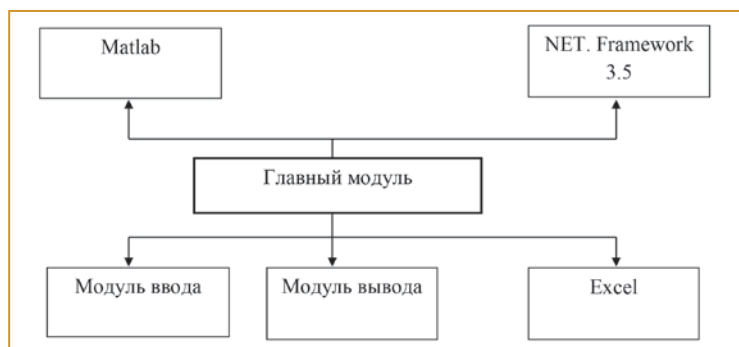 Matlab
NET. Framework
3.5
Главный модуль
Модуль ввода
Модуль вывода
Excel